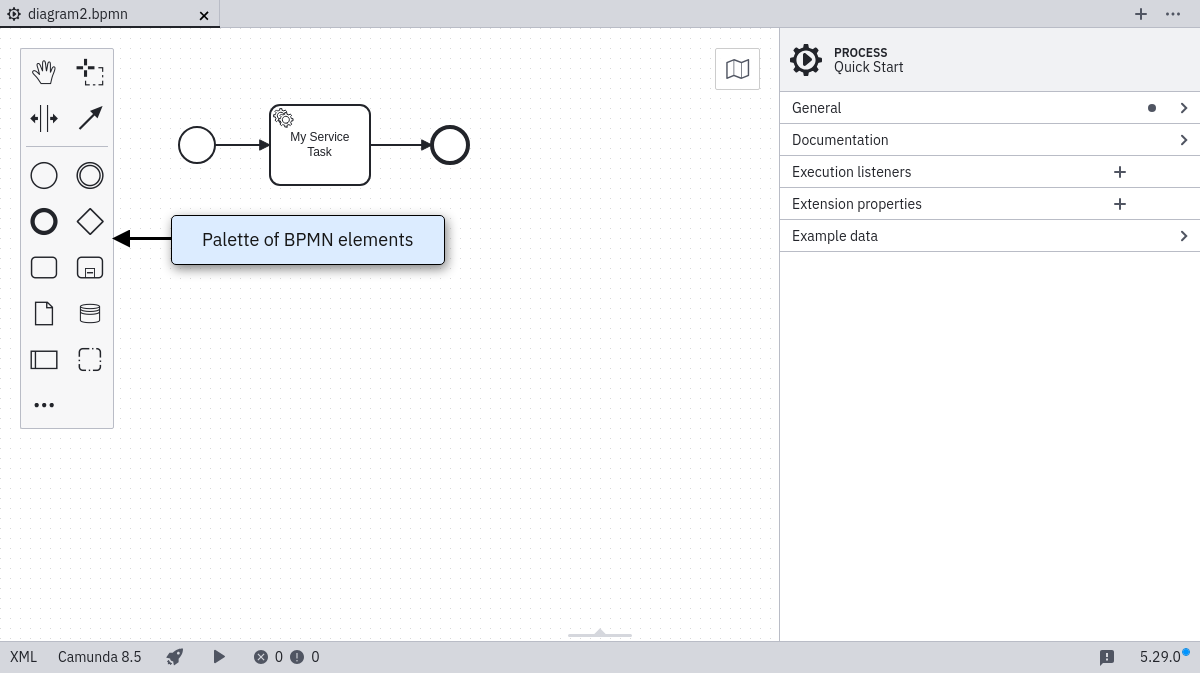 diagram2.bpmn
PROCESS
Quick Start
General
Documentation
Execution listeners
Extension properties
Example data
My Service
Task
Palette of BPMN elements
XML Camunda 8.5 0 0 5.29.0